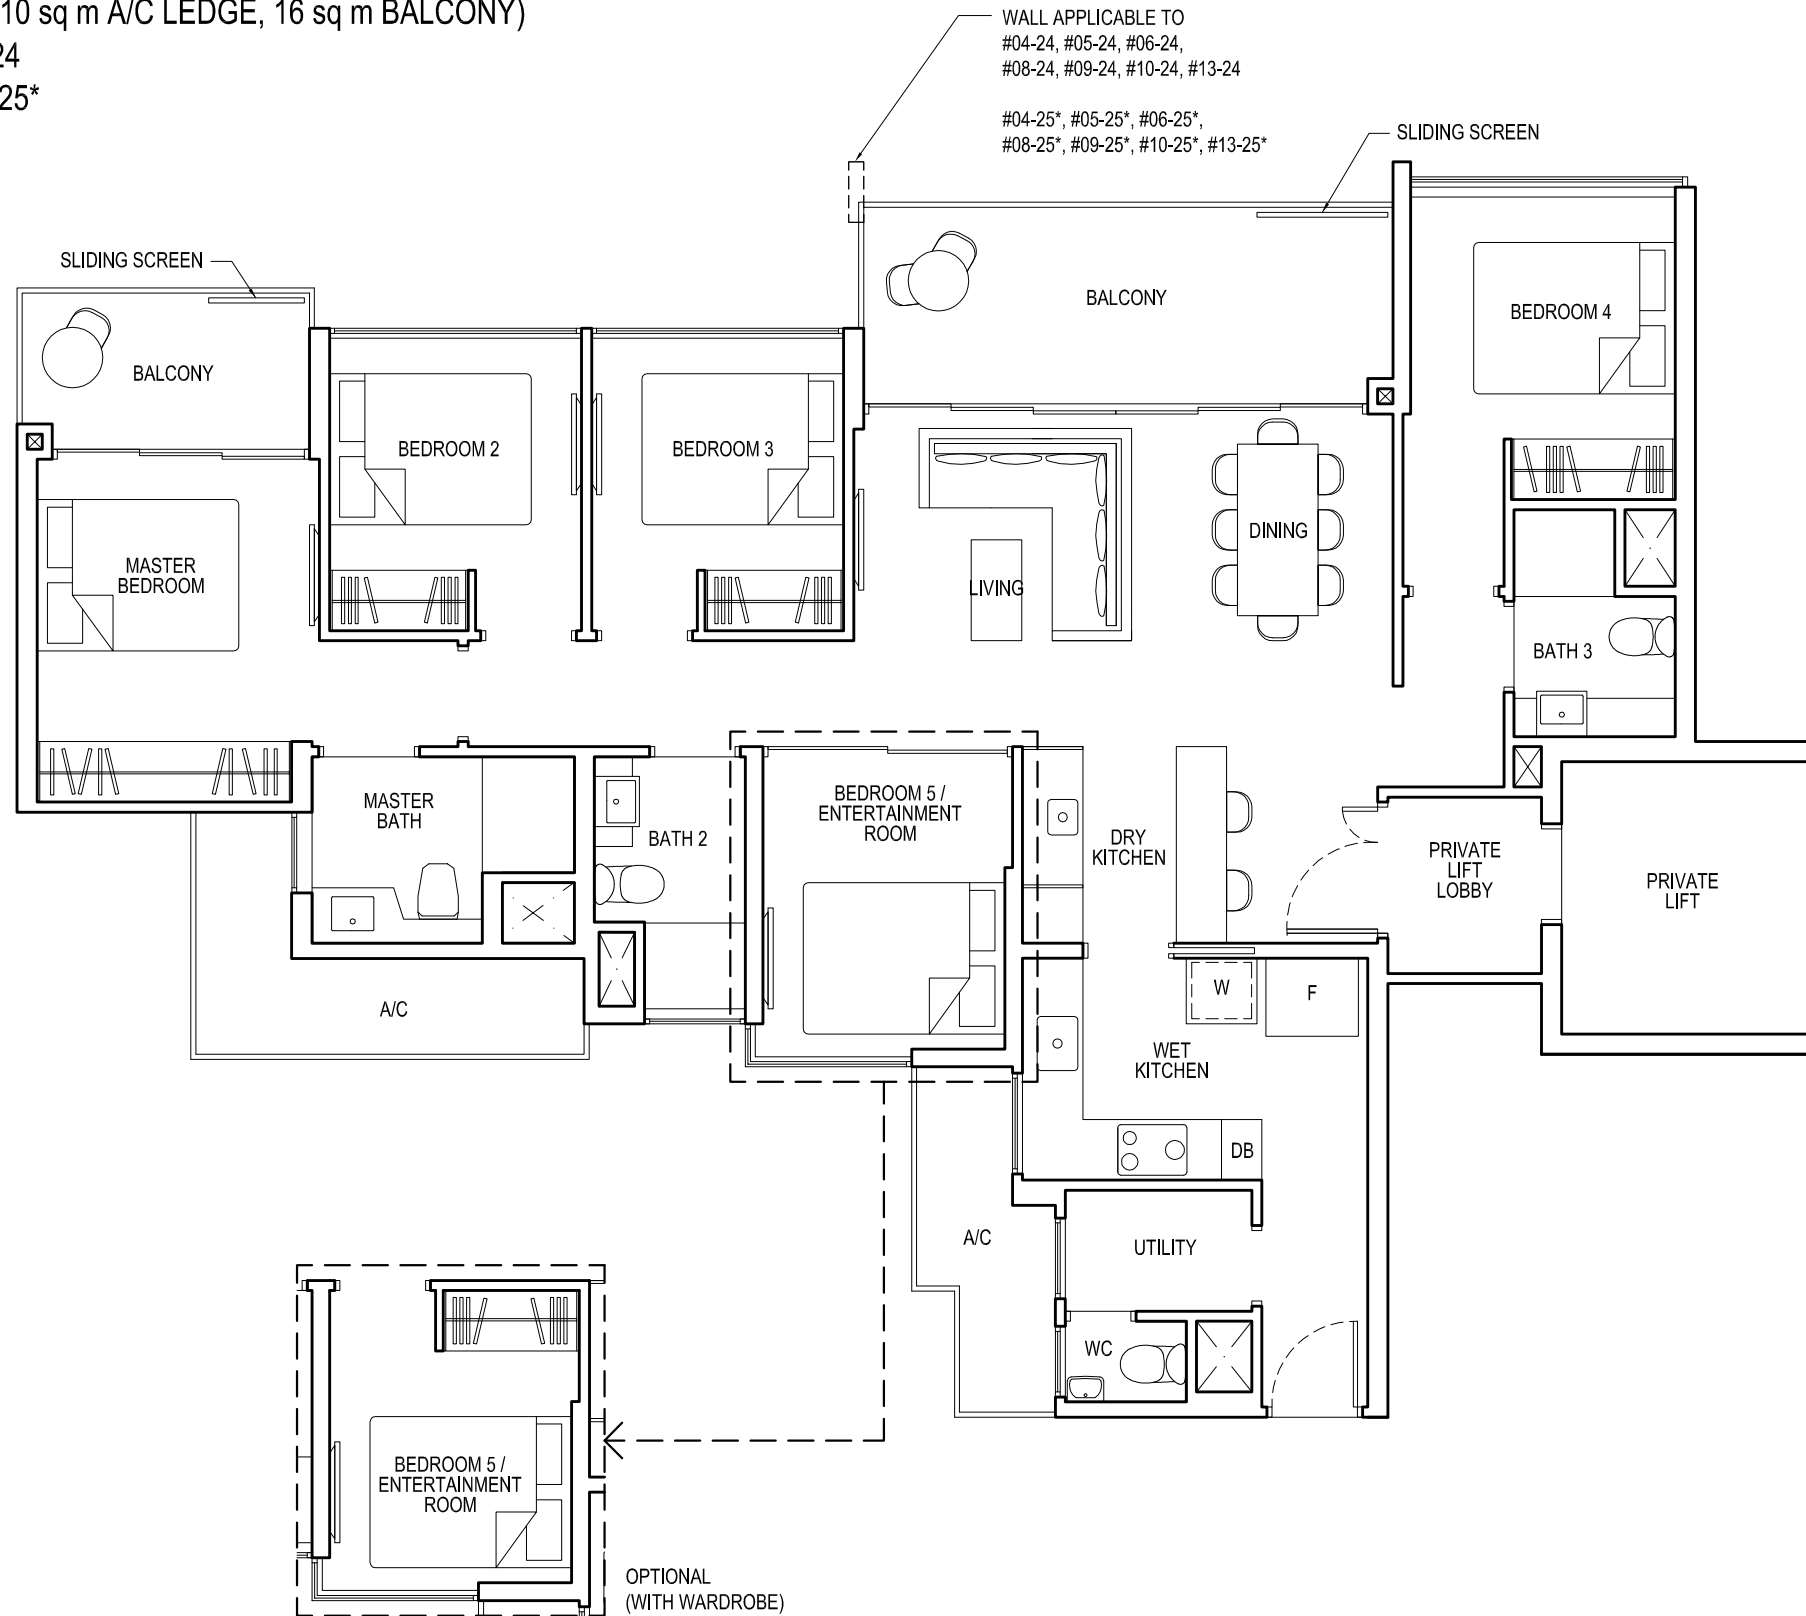 10 sq m A/C LEDGE, 16 sq m BALCONY)
24
25*
WALL APPLICABLE TO
#04-24, #05-24, #06-24,
#08-24, #09-24, #10-24, #13-24
#04-25*, #05-25*, #06-25*,
#08-25*, #09-25*, #10-25*, #13-25*
SLIDING SCREEN
SLIDING SCREEN
BALCONY
BEDROOM 4
BALCONY
BEDROOM 2
BEDROOM 3
MASTER
BEDROOM
LIVING
DINING
BATH 3
MASTER
BATH
BATH 2
BEDROOM 5 /
ENTERTAINMENT
ROOM
DRY
KITCHEN
PRIVATE
LIFT
LOBBY
PRIVATE
LIFT
A/C
W
F
WET
KITCHEN
DB
A/C
UTILITY
WC
BEDROOM 5 /
ENTERTAINMENT
ROOM
OPTIONAL
(WITH WARDROBE)